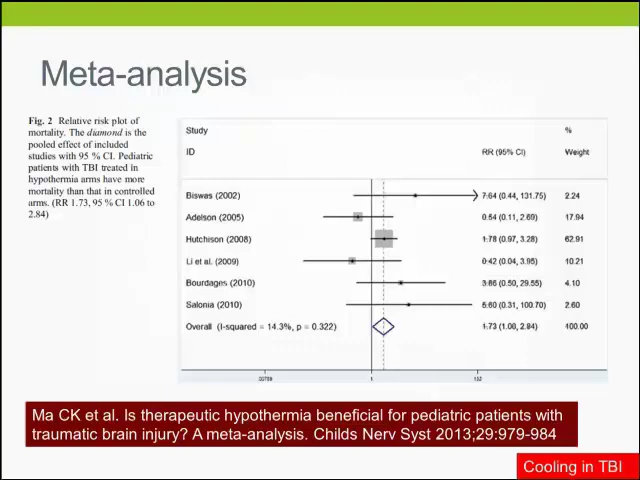 Meta-analysis
Fig. 2 Relative risk plot of
mortality. The diamond is the
pooled effect of included
studies with 95 % CI. Pediatric
patients with TBI treated in
hypothermia arms have more
mortality than that in controlled
arms. (RR 1.73, 95 % CI 1.06 to
2.84)
Study %
ID RR (95% CI) Weight
Biswas (2002) 7.64 (0.44, 131.75) 2.24
Adelson (2005) 0.54 (0.11, 2.69) 17.94
Hutchison (2008) 1.78 (0.97, 3.28) 62.91
Li et al. (2009) 0.42 (0.04, 3.95) 10.21
Bourdages (2010) 3.86 (0.50, 29.55) 4.10
Salonia (2010) 5.60 (0.31, 100.70) 2.60
Overall (I-squared = 14.3%, p = 0.322) 1.73 (1.06, 2.84) 100.00
.00759 1 132
Ma CK et al. Is therapeutic hypothermia beneficial for pediatric patients with
traumatic brain injury? A meta-analysis. Childs Nerv Syst 2013;29:979-984
Cooling in TBI